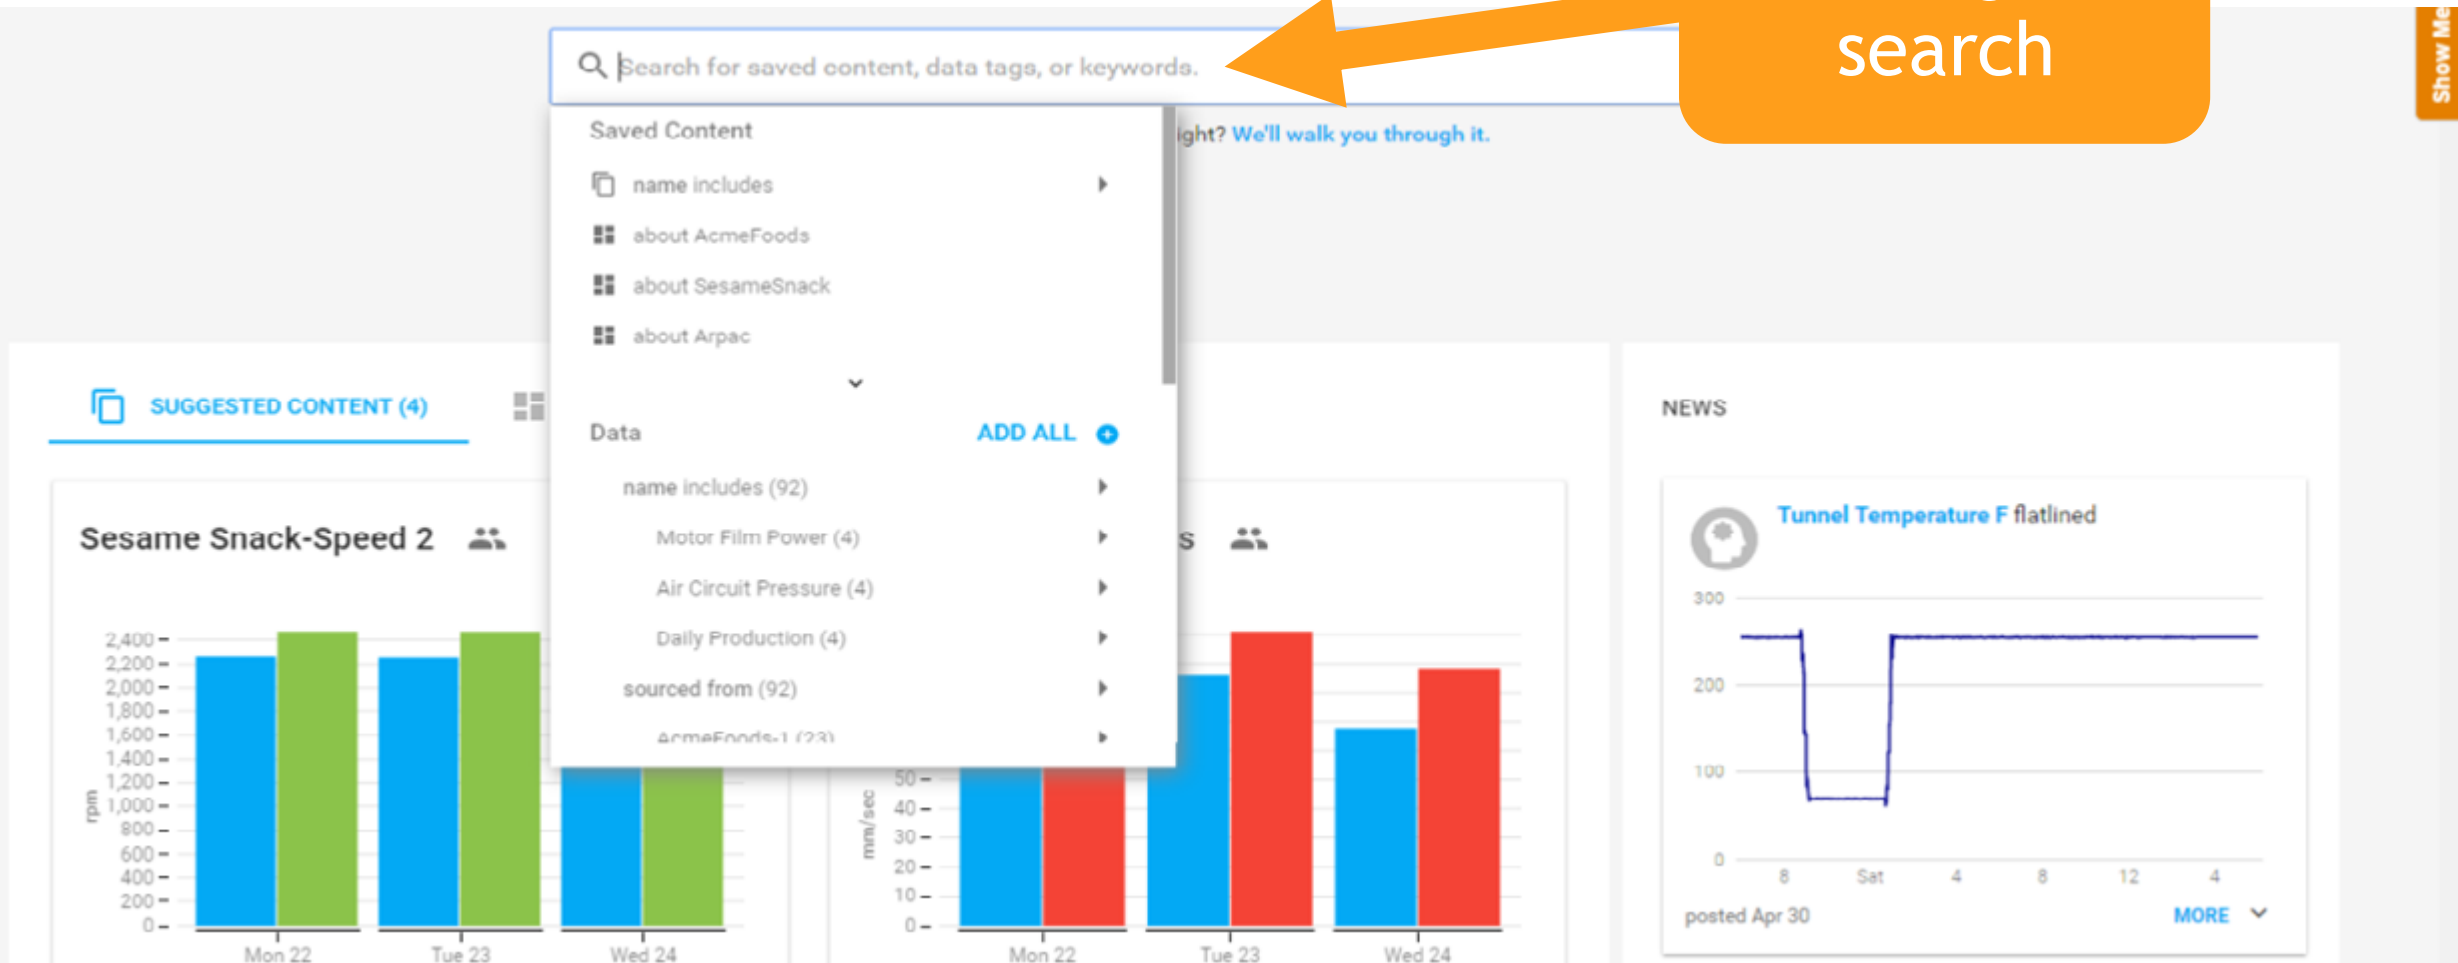 search
Show Me
Search for saved content, data tags, or keywords.
We'll walk you through it.
Saved Content
name includes
about AcmeFoods
about SesameSnack
about Arpac
SUGGESTED CONTENT (4)
Data
ADD ALL
name includes (92)
Motor Film Power (4)
Air Circuit Pressure (4)
Daily Production (4)
sourced from (92)
AcmeFoods-1 (23)
Sesame Snack-Speed 2
2,400
2,200
2,000
1,800
1,600
1,400
1,200
1,000
800
600
400
200
0
rpm
Mon 22
Tue 23
Wed 24
s
50
40
30
20
10
0
mm/sec
Mon 22
Tue 23
Wed 24
NEWS
Tunnel Temperature F flatlined
300
200
100
0
8 Sat 4 8 12 4
posted Apr 30
MORE